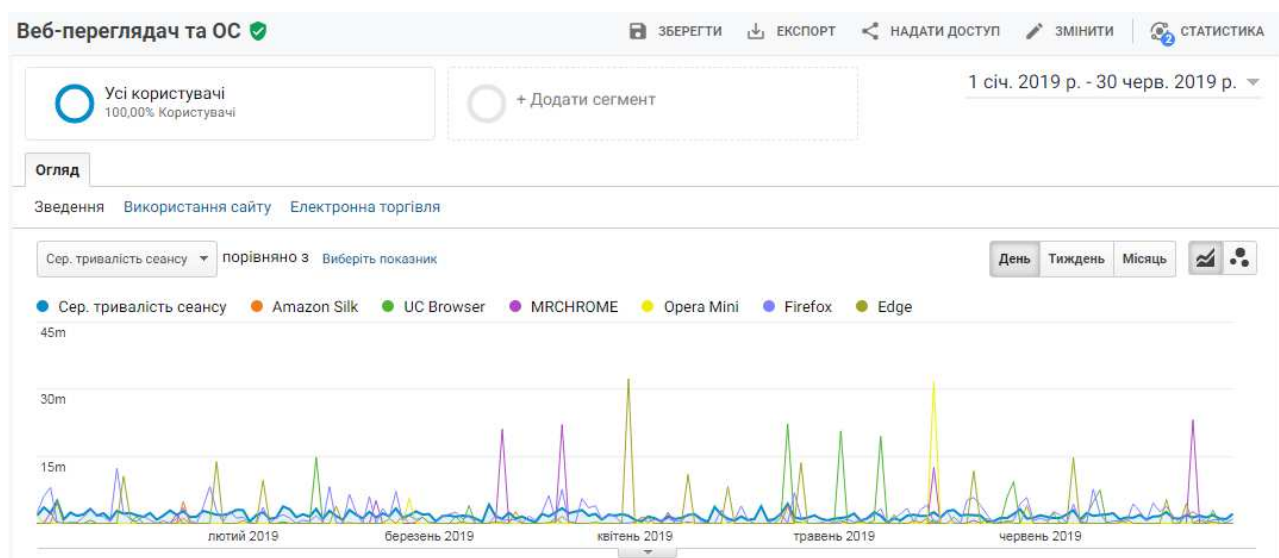 Веб-переглядач та ОС
ЗБЕРЕГТИ ЕКСПОРТ НАДАТИ ДОСТУП ЗМІНИТИ 2 СТАТИСТИКА
Усі користувачі
100,00% Користувачі
+ Додати сегмент
1 січ. 2019 р. - 30 черв. 2019 р.
Огляд
Зведення Використання сайту Електронна торгівля
Сер. тривалість сеансу порівняно з Виберіть показник
День Тиждень Місяць
Сер. тривалість сеансу Amazon Silk UC Browser MRCHROME Opera Mini Firefox Edge
45m
30m
15m
лютий 2019 березень 2019 квітень 2019 травень 2019 червень 2019